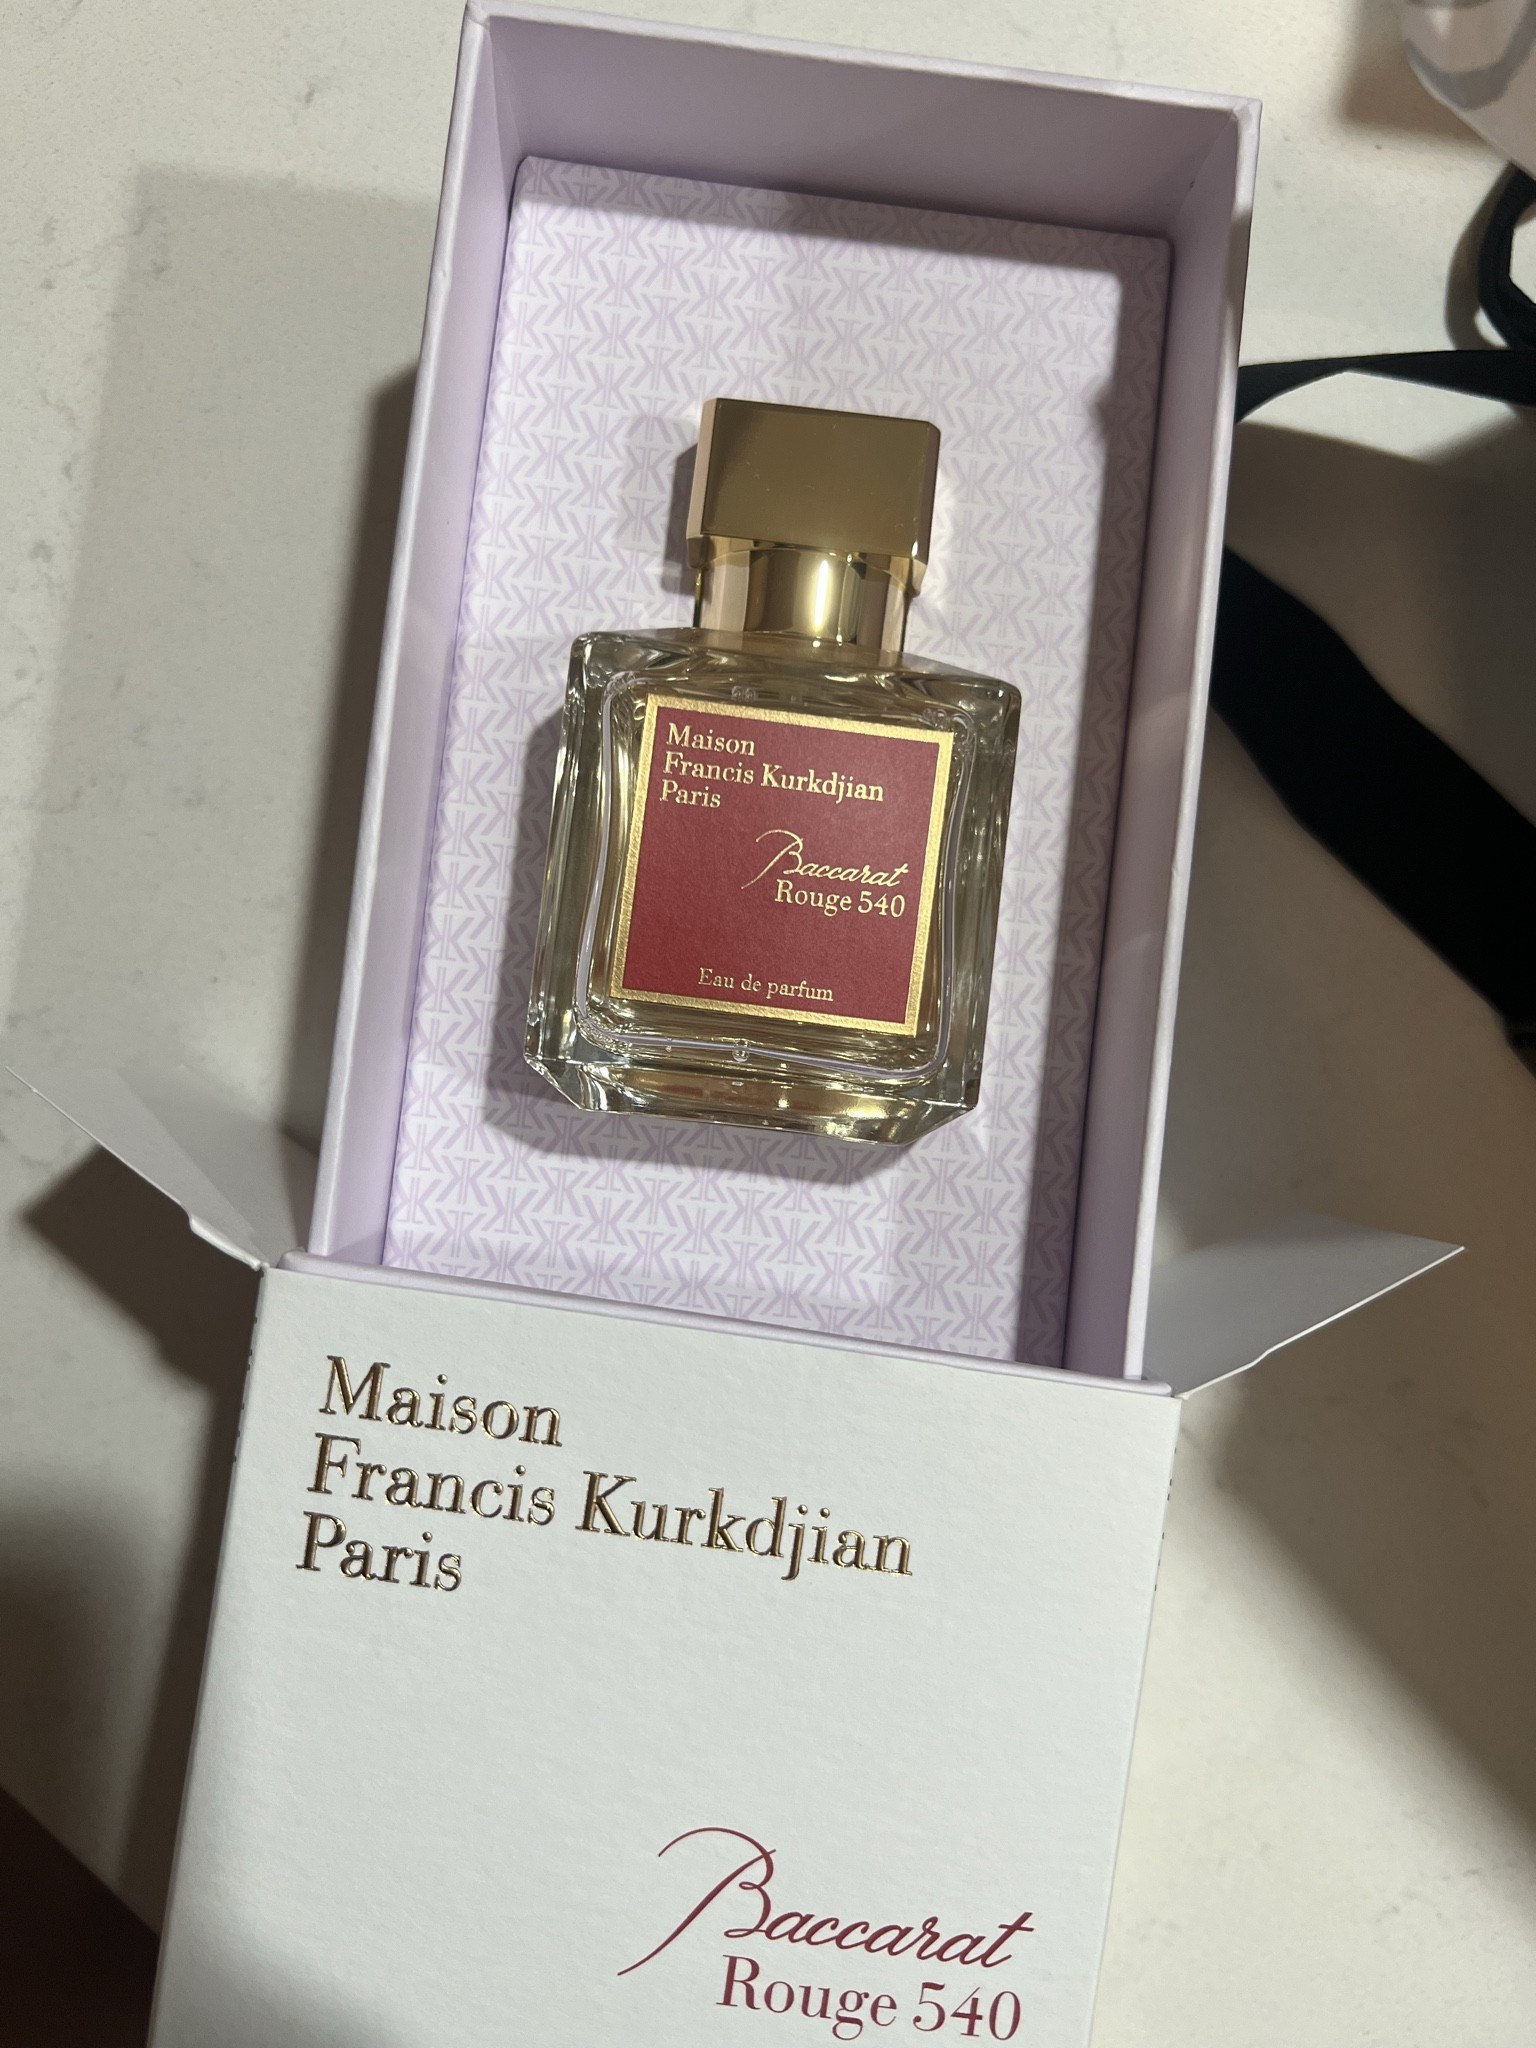 Maison
Francis Kurkdjian
Paris
Baccarat
Rouge 540
Eau de parfum
Maison
Francis Kurkdjian
Paris
Baccarat
Rouge 540